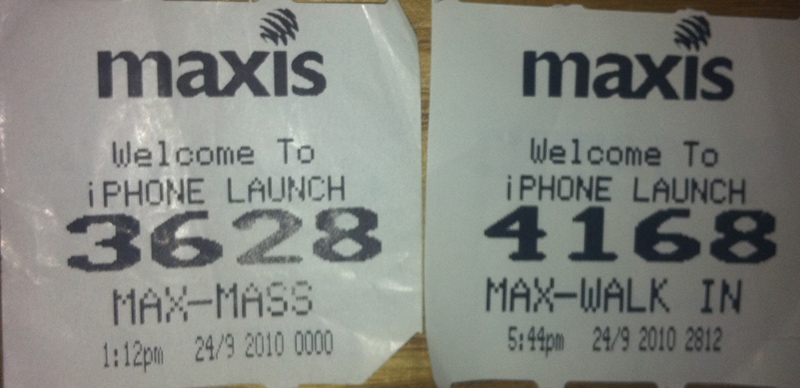 maxis
Welcome To
iPHONE LAUNCH
3628
MAX-MASS
1:12pm 24/9 2010 0000
maxis
Welcome To
iPHONE LAUNCH
4168
MAX-WALK IN
5:44pm 24/9 2010 2812